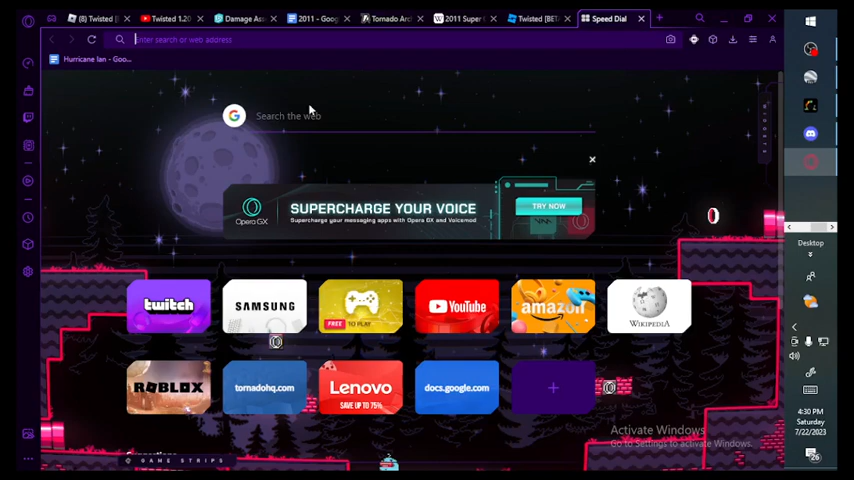 (8) Twisted [
Twisted 1.20
Damage Ass
2011 - Goog
Tornado Arc
2011 Super
Twisted [BET
Speed Dial
Enter search or web address
Hurricane Ian - Goo...
Search the web
WIDGETS
Opera GX
SUPERCHARGE YOUR VOICE
Supercharge your messaging apps with Opera GX and Voicemod
TRY NOW
twitch
SAMSUNG
FREE TO PLAY
YouTube
amazon
WIKIPEDIA
ROBLOX
tornadohq.com
Lenovo
SAVE UP TO 75%
docs.google.com
Activate Windows
Go to Settings to activate Windows.
GAME STRIPS
Desktop
4:30 PM
Saturday
7/22/2023
26